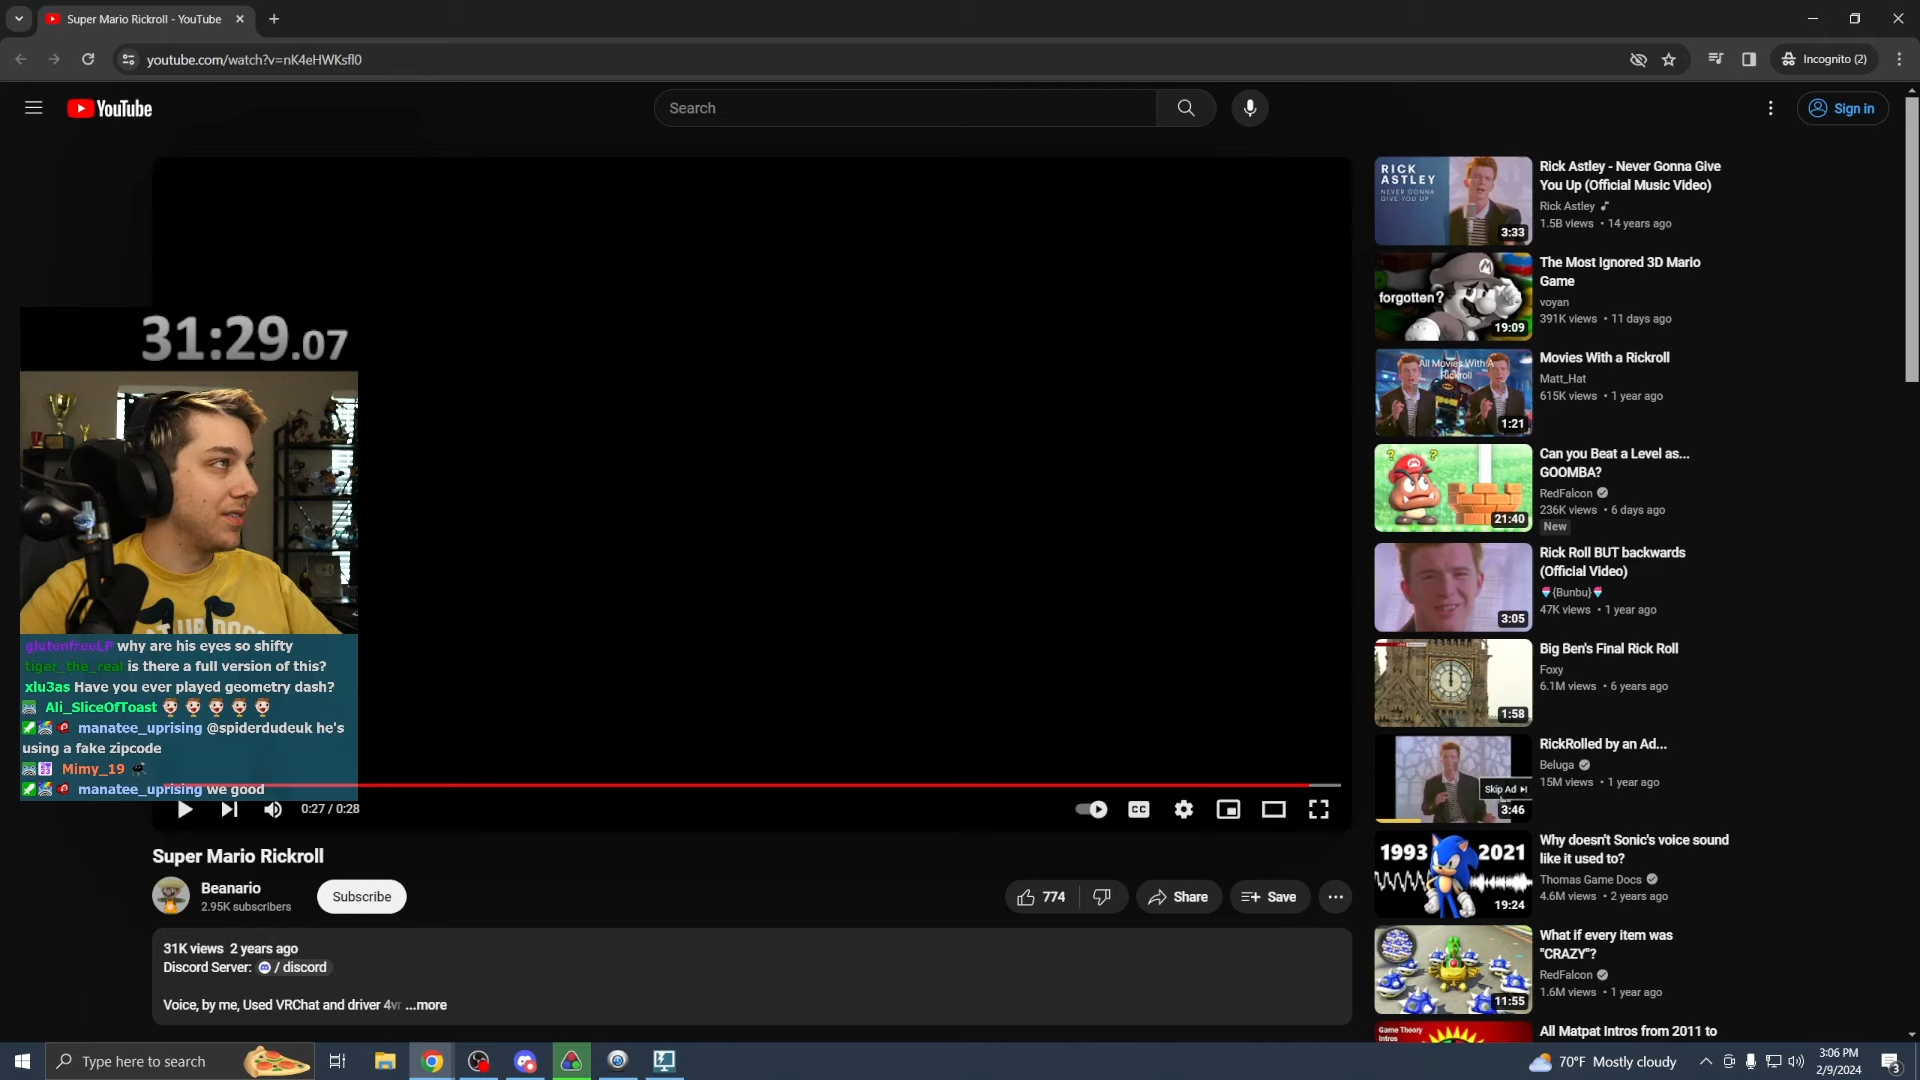 Super Mario Rickroll - YouTube
youtube.com/watch?v=nK4eHWKsfl0
Incognito (2)
YouTube
Search
Sign in
31:29.07
glutenfreeLP why are his eyes so shifty
tiger_the_real is there a full version of this?
xlu3as Have you ever played geometry dash?
Ali_SliceOfToast
manatee_uprising @spiderdudeuk he's
using a fake zipcode
Mimy_19
manatee_uprising we good
0:27 / 0:28
CC
Super Mario Rickroll
Beanario
2.95K subscribers
Subscribe
774
Share
Save
31K views 2 years ago
Discord Server: / discord
Voice, by me, Used VRChat and driver 4vr ...more
RICK
ASTLEY
NEVER GONNA
GIVE YOU UP
3:33
Rick Astley - Never Gonna Give
You Up (Official Music Video)
Rick Astley
1.5B views • 14 years ago
forgotten?
19:09
The Most Ignored 3D Mario
Game
voyan
391K views • 11 days ago
All Movies With A
Rickroll
1:21
Movies With a Rickroll
Matt_Hat
615K views • 1 year ago
21:40
Can you Beat a Level as...
GOOMBA?
RedFalcon
236K views • 6 days ago
New
3:05
Rick Roll BUT backwards
(Official Video)
{Bunbu}
47K views • 1 year ago
1:58
Big Ben's Final Rick Roll
Foxy
6.1M views • 6 years ago
Skip Ad
3:46
RickRolled by an Ad...
Beluga
15M views • 1 year ago
1993 2021
19:24
Why doesn't Sonic's voice sound
like it used to?
Thomas Game Docs
4.6M views • 2 years ago
11:55
What if every item was
"CRAZY"?
RedFalcon
1.6M views • 1 year ago
Game Theory
Intros
All Matpat Intros from 2011 to
Type here to search
70°F Mostly cloudy
3:06 PM
2/9/2024
3